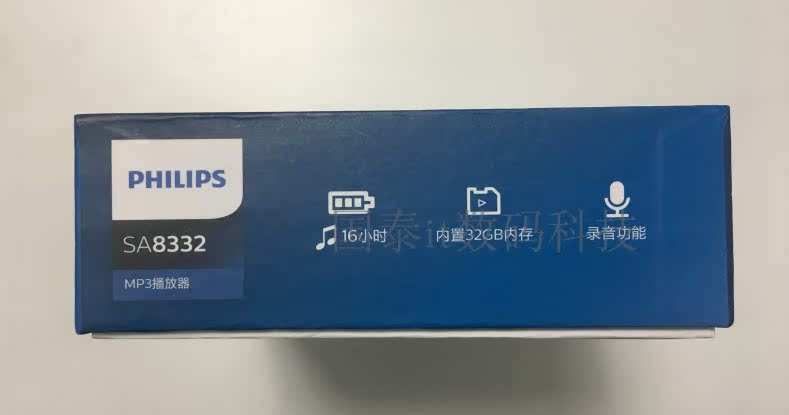 PHILIPS
SA8332
MP3播放器
16小时
内置32GB内存
录音功能
国泰it数码科技